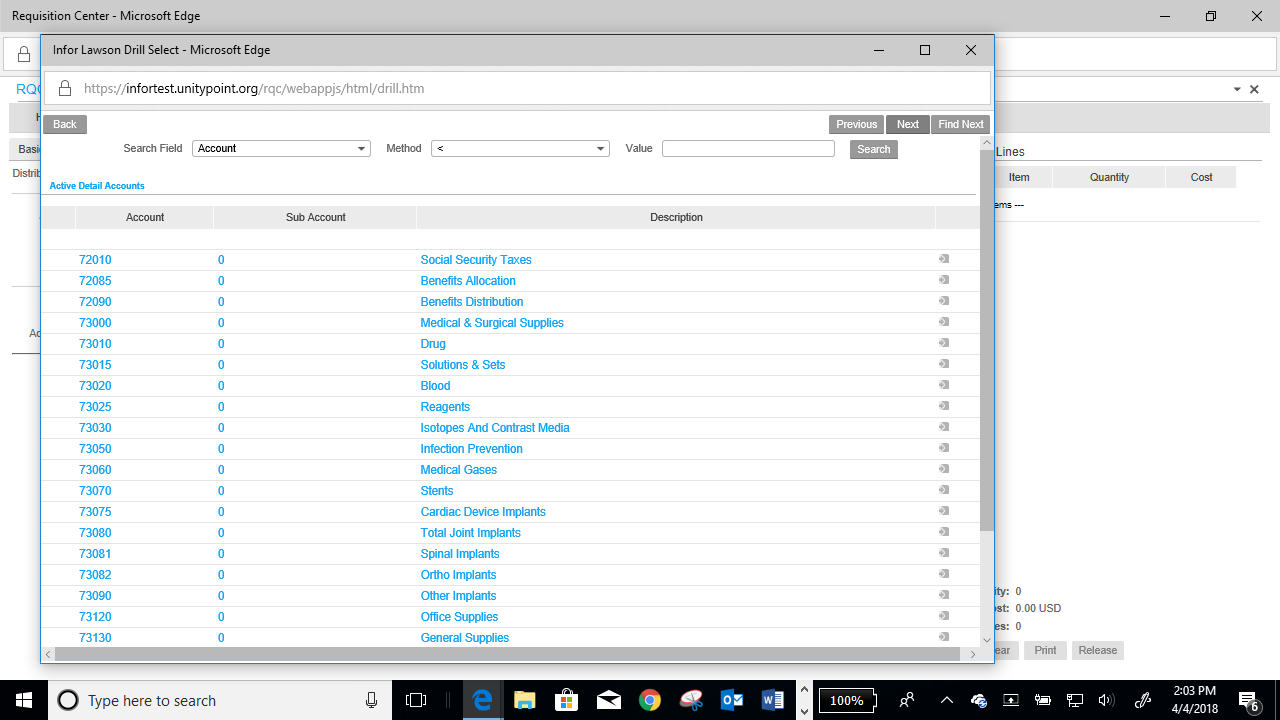 Requisition Center - Microsoft Edge
Infor Lawson Drill Select - Microsoft Edge
https://infortest.unitypoint.org/rqc/webappjs/html/drill.htm
Back
Previous
Next
Find Next
Search Field
Account
Method
<
Value
Search
Active Detail Accounts
Account Sub Account Description
72010 0 Social Security Taxes
72085 0 Benefits Allocation
72090 0 Benefits Distribution
73000 0 Medical & Surgical Supplies
73010 0 Drug
73015 0 Solutions & Sets
73020 0 Blood
73025 0 Reagents
73030 0 Isotopes And Contrast Media
73050 0 Infection Prevention
73060 0 Medical Gases
73070 0 Stents
73075 0 Cardiac Device Implants
73080 0 Total Joint Implants
73081 0 Spinal Implants
73082 0 Ortho Implants
73090 0 Other Implants
73120 0 Office Supplies
73130 0 General Supplies
Lines
Item Quantity Cost
ems ---
ity: 0
ost: 0.00 USD
es: 0
ear
Print
Release
Type here to search
100%
2:03 PM
4/4/2018
6